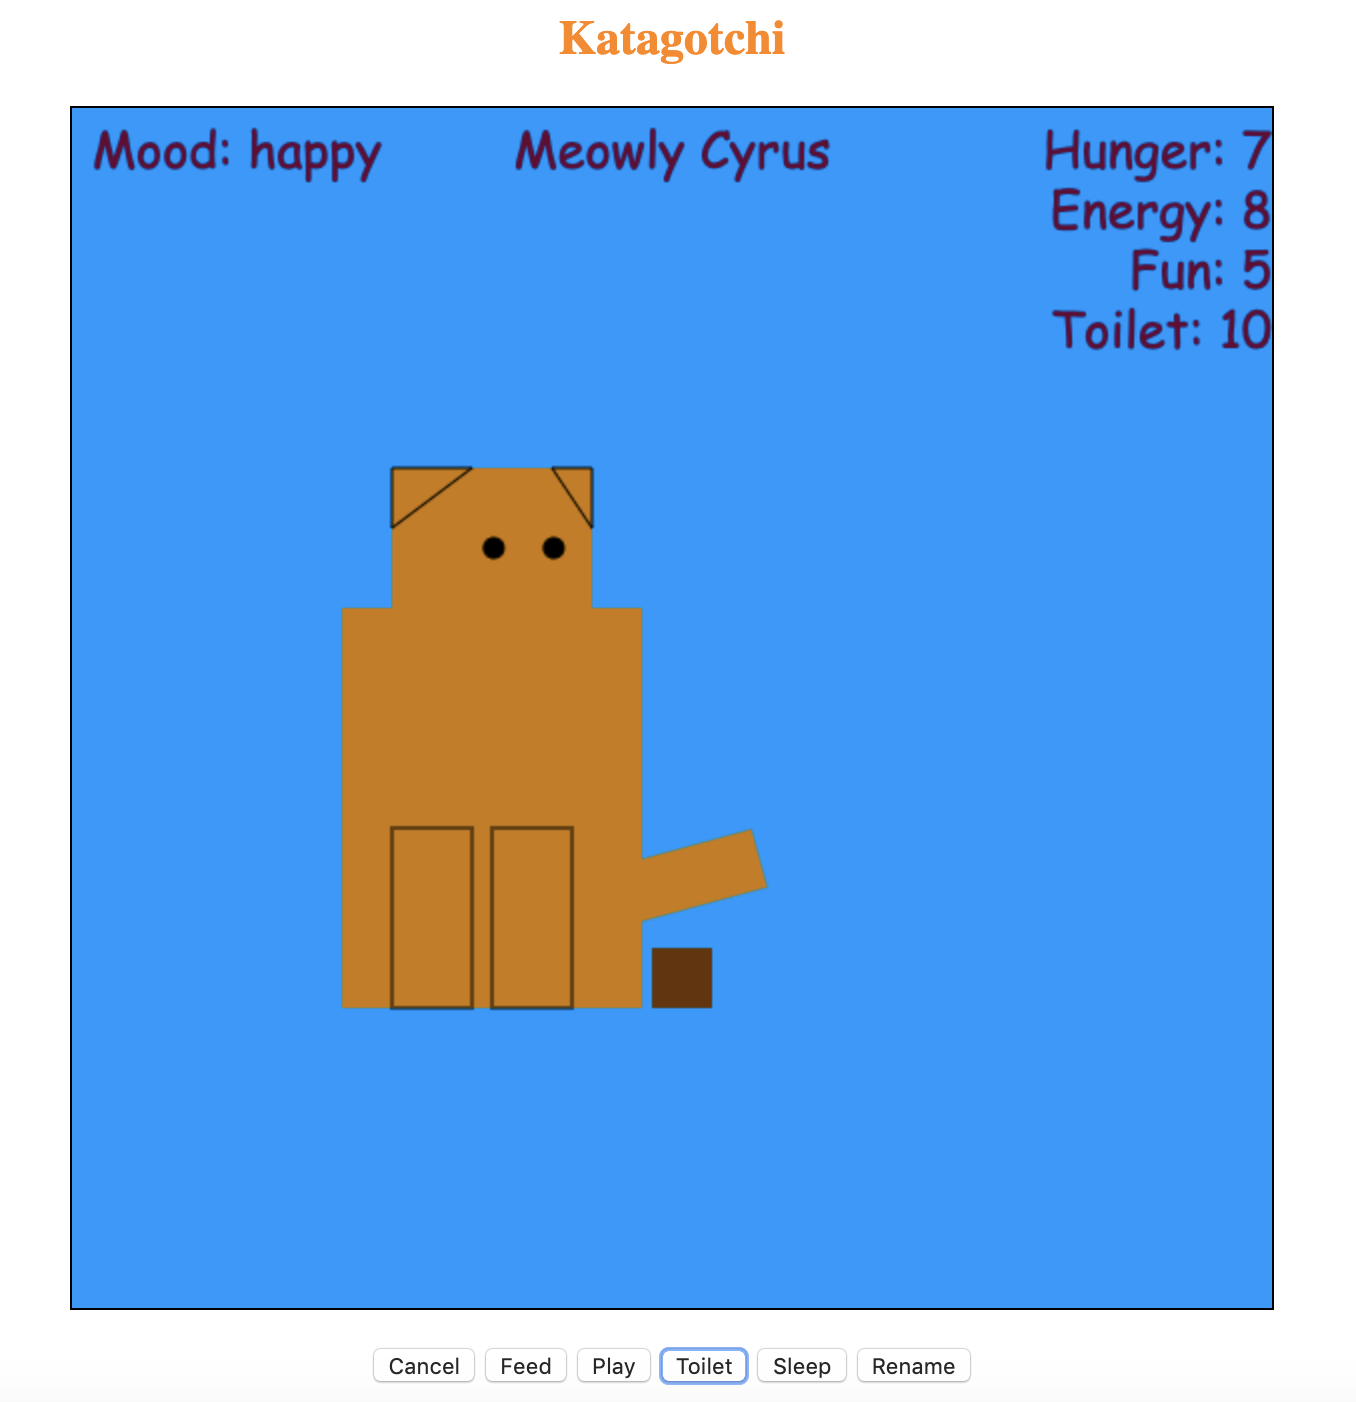 Katagotchi
Mood: happy
Meowly Cyrus
Hunger: 7
Energy: 8
Fun: 5
Toilet: 10
Cancel
Feed
Play
Toilet
Sleep
Rename